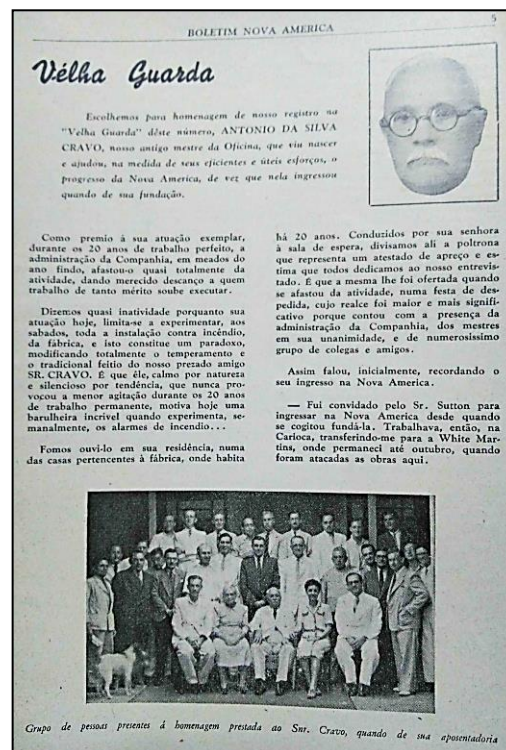 5
BOLETIM NOVA AMERICA
Vélha Guarda
Escolhemos para homenagem de nosso registro na
"Velha Guarda" dêste número, ANTONIO DA SILVA
CRAVO, nosso antigo mestre da Oficina, que viu nascer
e ajudou, na medida de seus eficientes e úteis esforços, o
progresso da Nova America, de vez que nela ingressou
quando de sua fundação.
Como premio à sua atuação exemplar,
durante os 20 anos de trabalho perfeito, a
administração da Companhia, em meados do
ano findo, afastou-o quasi totalmente da
atividade, dando merecido descanço a quem
trabalho de tanto mérito soube executar.
Dizemos quasi inatividade porquanto sua
atuação hoje, limita-se a experimentar, aos
sabados, toda a instalação contra incêndio,
da fábrica, e isto constitue um paradoxo,
modificando totalmente o temperamento e
o tradicional feitio do nosso prezado amigo
SR. CRAVO. É que êle, calmo por natureza
e silencioso por tendência, que nunca pro-
vocou a menor agitação durante os 20 anos
de trabalho permanente, motiva hoje uma
barulheira incrivel quando experimenta, se-
manalmente, os alarmes de incendio...
Fomos ouví-lo em sua residência, numa
das casas pertencentes à fábrica, onde habita
há 20 anos. Conduzidos por sua senhora
à sala de espera, divisamos alí a poltrona
que representa um atestado de apreço e es-
tima que todos dedicamos ao nosso entrevis-
tado. É que a mesma lhe foi ofertada quando
se afastou da atividade, numa festa de des-
pedida, cujo realce foi maior e mais signifi-
cativo porque contou com a presença da
administração da Companhia, dos mestres
em sua unanimidade, e de numerosissimo
grupo de colegas e amigos.
Assim falou, inicialmente, recordando o
seu ingresso na Nova America.
— Fui convidado pelo Sr. Sutton para
ingressar na Nova America desde quando
se cogitou fundá-la. Trabalhava, então, na
Carioca, transferindo-me para a White Mar-
tins, onde permanecí até outubro, quando
foram atacadas as obras aqui.
Grupo de pessoas presentes á homenagem prestada ao Snr. Cravo, quando de sua aposentadoria